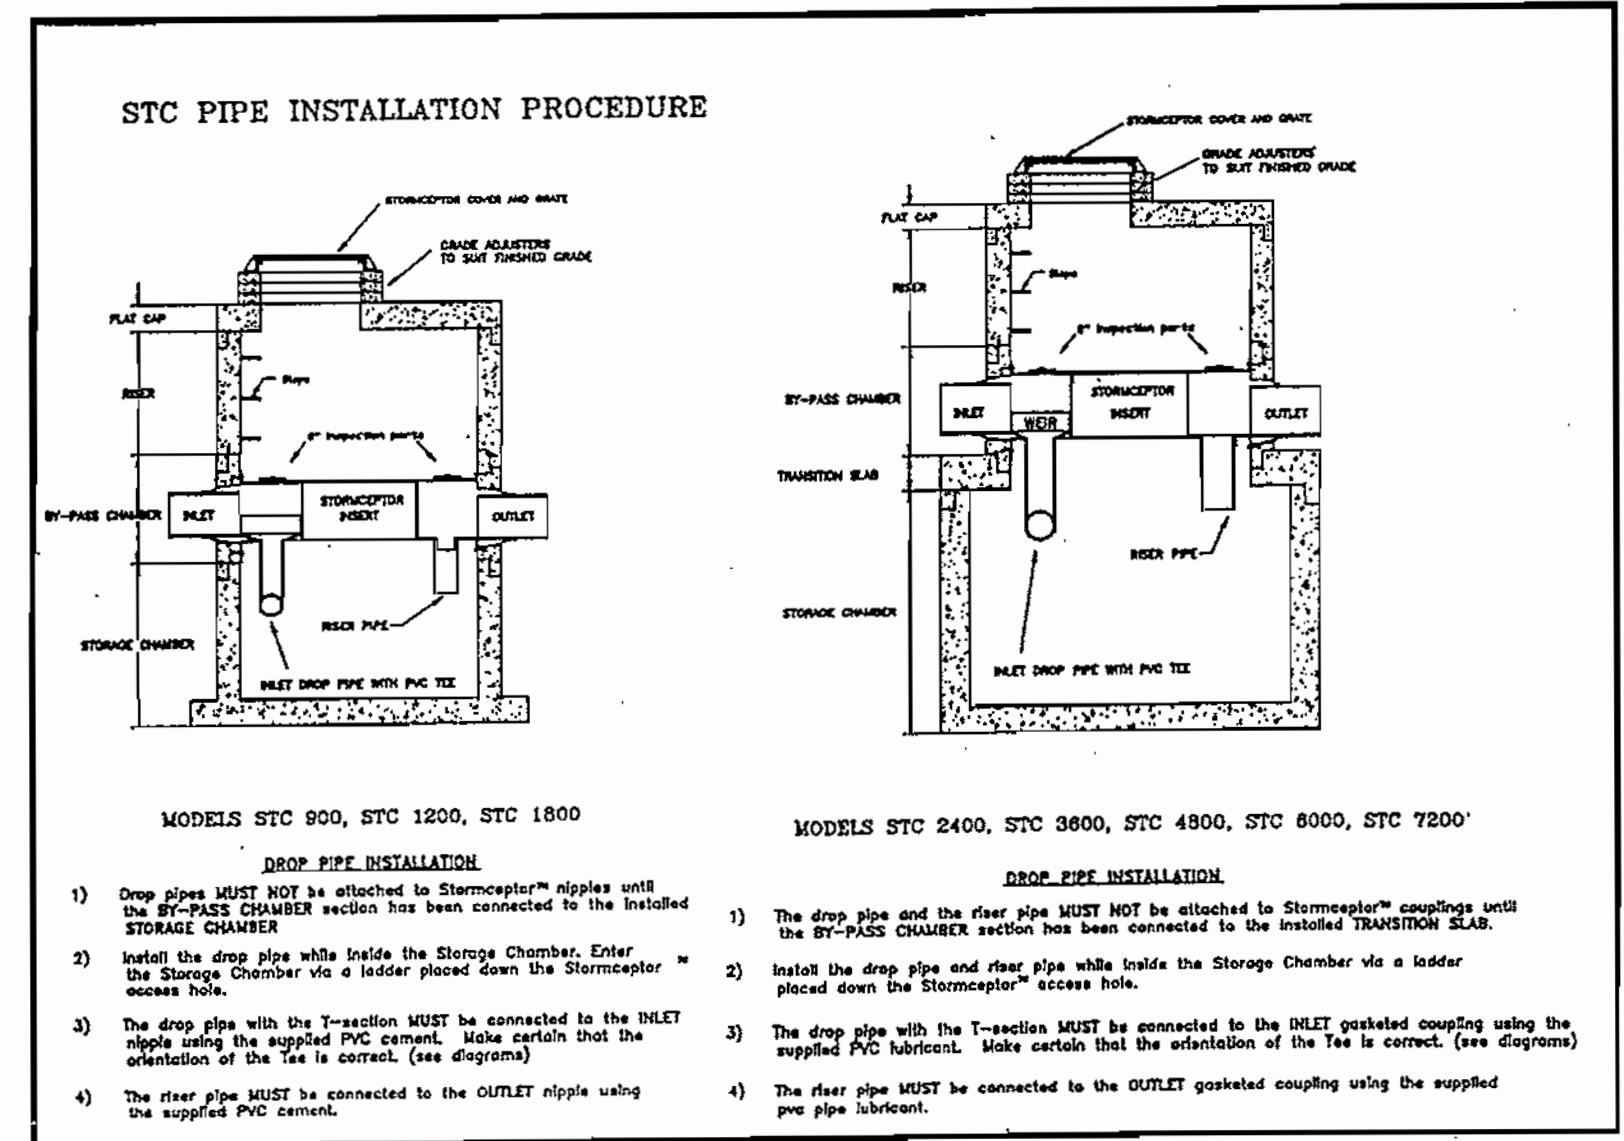 STC PIPE INSTALLATION PROCEDURE
STORMCEPTOR COVER AND GRATE
GRADE ADJUSTERS
TO SUIT FINISHED GRADE
FLAT CAP
RISER
Steps
6" inspection ports
BY-PASS CHAMBER
INLET
STORMCEPTOR
INSERT
OUTLET
RISER PIPE
STORAGE CHAMBER
INLET DROP PIPE WITH PVC TEE
STORMCEPTOR COVER AND GRATE
GRADE ADJUSTERS
TO SUIT FINISHED GRADE
FLAT CAP
RISER
Steps
6" inspection ports
BY-PASS CHAMBER
INLET
WEIR
STORMCEPTOR
INSERT
OUTLET
TRANSITION SLAB
RISER PIPE
STORAGE CHAMBER
INLET DROP PIPE WITH PVC TEE
MODELS STC 900, STC 1200, STC 1800
DROP PIPE INSTALLATION
1) Drop pipes MUST NOT be attached to Stormceptor™ nipples until
the BY-PASS CHAMBER section has been connected to the installed
STORAGE CHAMBER
2) Install the drop pipe while inside the Storage Chamber. Enter
the Storage Chamber via a ladder placed down the Stormceptor ™
access hole.
3) The drop pipe with the T-section MUST be connected to the INLET
nipple using the supplied PVC cement. Make certain that the
orientation of the Tee is correct. (see diagrams)
4) The riser pipe MUST be connected to the OUTLET nipple using
the supplied PVC cement.
MODELS STC 2400, STC 3600, STC 4800, STC 6000, STC 7200
DROP PIPE INSTALLATION
1) The drop pipe and the riser pipe MUST NOT be attached to Stormceptor™ couplings until
the BY-PASS CHAMBER section has been connected to the installed TRANSITION SLAB.
2) Install the drop pipe and riser pipe while inside the Storage Chamber via a ladder
placed down the Stormceptor™ access hole.
3) The drop pipe with the T-section MUST be connected to the INLET gasketed coupling using the
supplied PVC lubricant. Make certain that the orientation of the Tee is correct. (see diagrams)
4) The riser pipe MUST be connected to the OUTLET gasketed coupling using the supplied
pvc pipe lubricant.